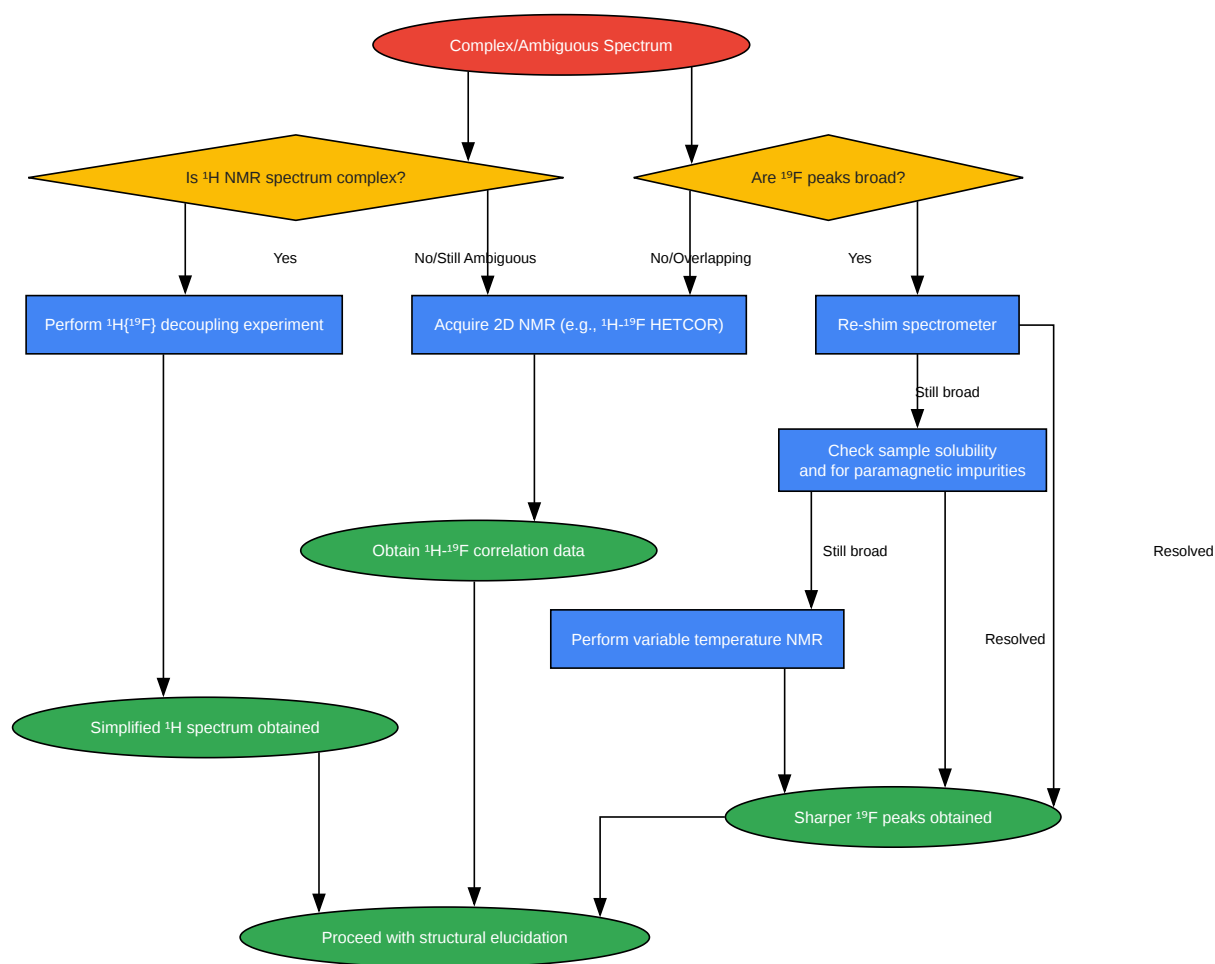 Complex/Ambiguous Spectrum
Is ¹H NMR spectrum complex?
Are ¹⁹F peaks broad?
Yes
No/Still Ambiguous
No/Overlapping
Yes
Perform ¹H{¹⁹F} decoupling experiment
Acquire 2D NMR (e.g., ¹H-¹⁹F HETCOR)
Re-shim spectrometer
Still broad
Check sample solubility
and for paramagnetic impurities
Obtain ¹H-¹⁹F correlation data
Still broad
Resolved
Perform variable temperature NMR
Resolved
Simplified ¹H spectrum obtained
Sharper ¹⁹F peaks obtained
Proceed with structural elucidation